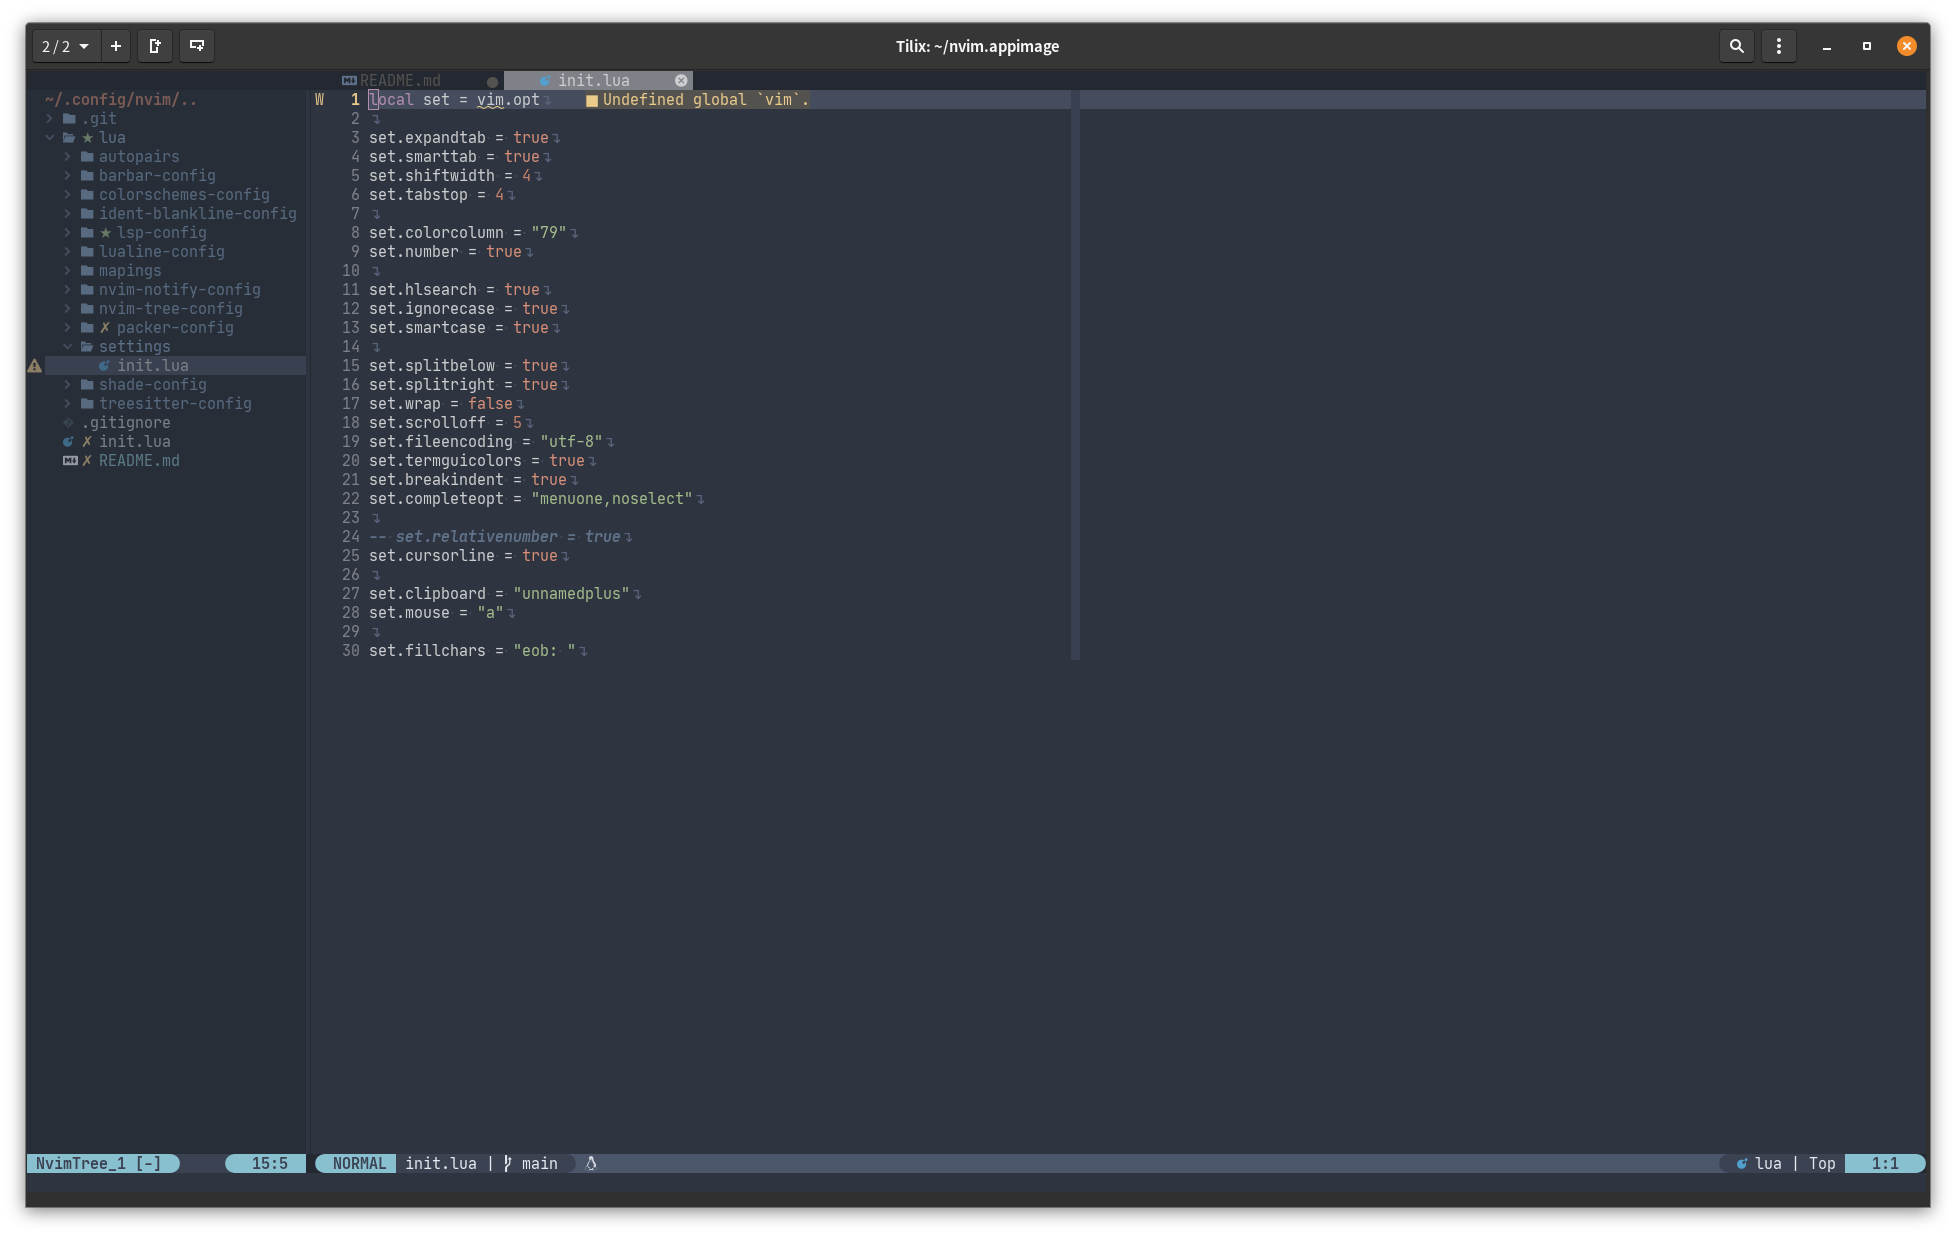 2 / 2
Tilix: ~/nvim.appimage
README.md
init.lua
~/.config/nvim/..
.git
lua
autopairs
barbar-config
colorschemes-config
ident-blankline-config
lsp-config
lualine-config
mapings
nvim-notify-config
nvim-tree-config
packer-config
settings
init.lua
shade-config
treesitter-config
.gitignore
init.lua
README.md
W 1 local set = vim.opt Undefined global `vim`.
2
3 set.expandtab = true
4 set.smarttab = true
5 set.shiftwidth = 4
6 set.tabstop = 4
7
8 set.colorcolumn = "79"
9 set.number = true
10
11 set.hlsearch = true
12 set.ignorecase = true
13 set.smartcase = true
14
15 set.splitbelow = true
16 set.splitright = true
17 set.wrap = false
18 set.scrolloff = 5
19 set.fileencoding = "utf-8"
20 set.termguicolors = true
21 set.breakindent = true
22 set.completeopt = "menuone,noselect"
23
24 -- set.relativenumber = true
25 set.cursorline = true
26
27 set.clipboard = "unnamedplus"
28 set.mouse = "a"
29
30 set.fillchars = "eob: "
NvimTree_1 [-] 15:5 NORMAL init.lua | main lua | Top 1:1